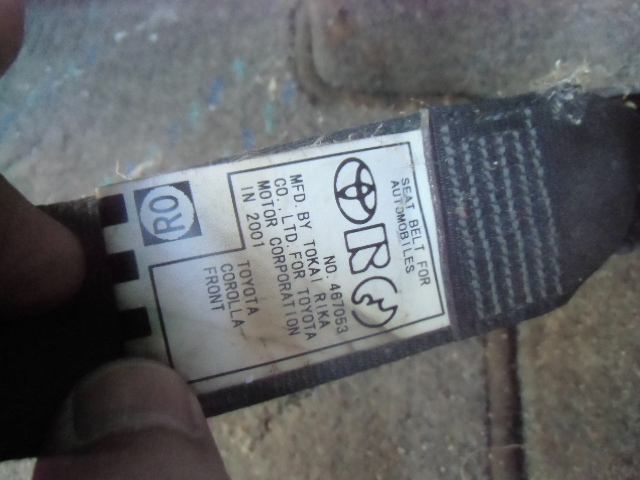 SEAT BELT FOR
AUTOMOBILES
NO. 467053
MFD. BY TOKAI RIKA
CO., LTD. FOR TOYOTA
MOTOR CORPORATION
IN 2001
TOYOTA
COROLLA
FRONT
RO